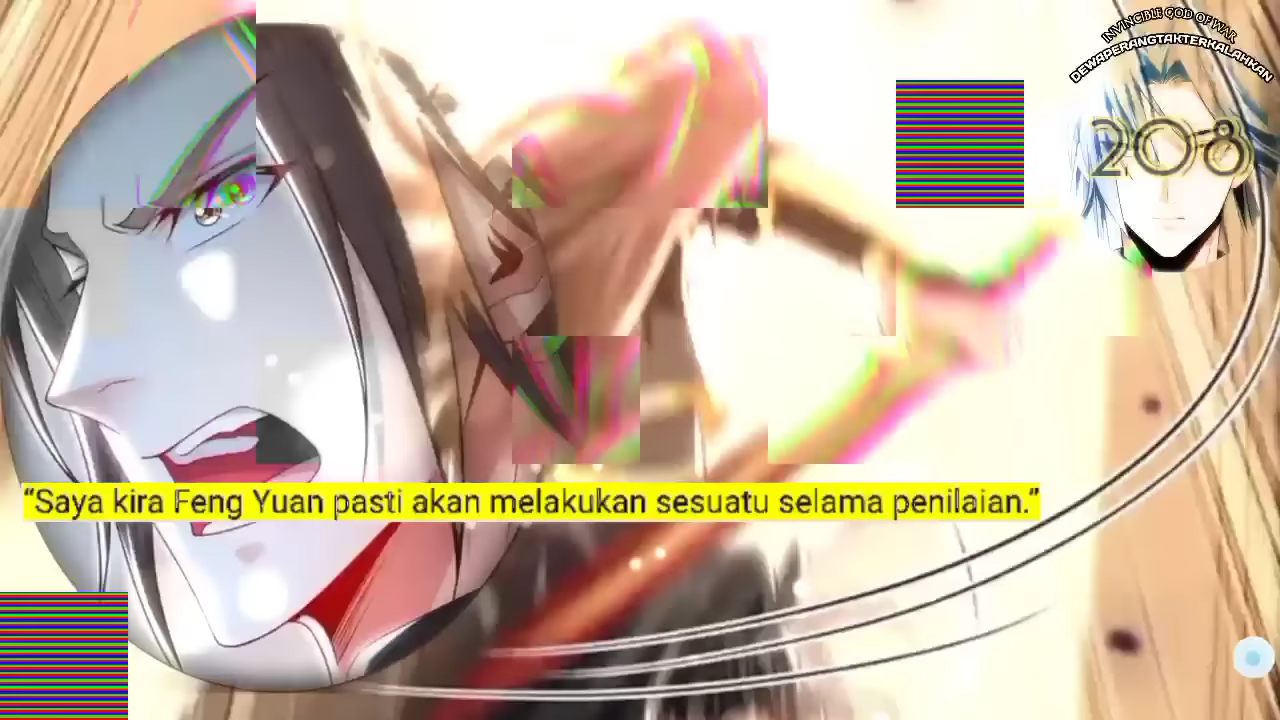 INVINCIBLE GOD OF WAR
DEWAPERANGTAKTERKALAHKAN
208
“Saya kira Feng Yuan pasti akan melakukan sesuatu selama penilaian.”